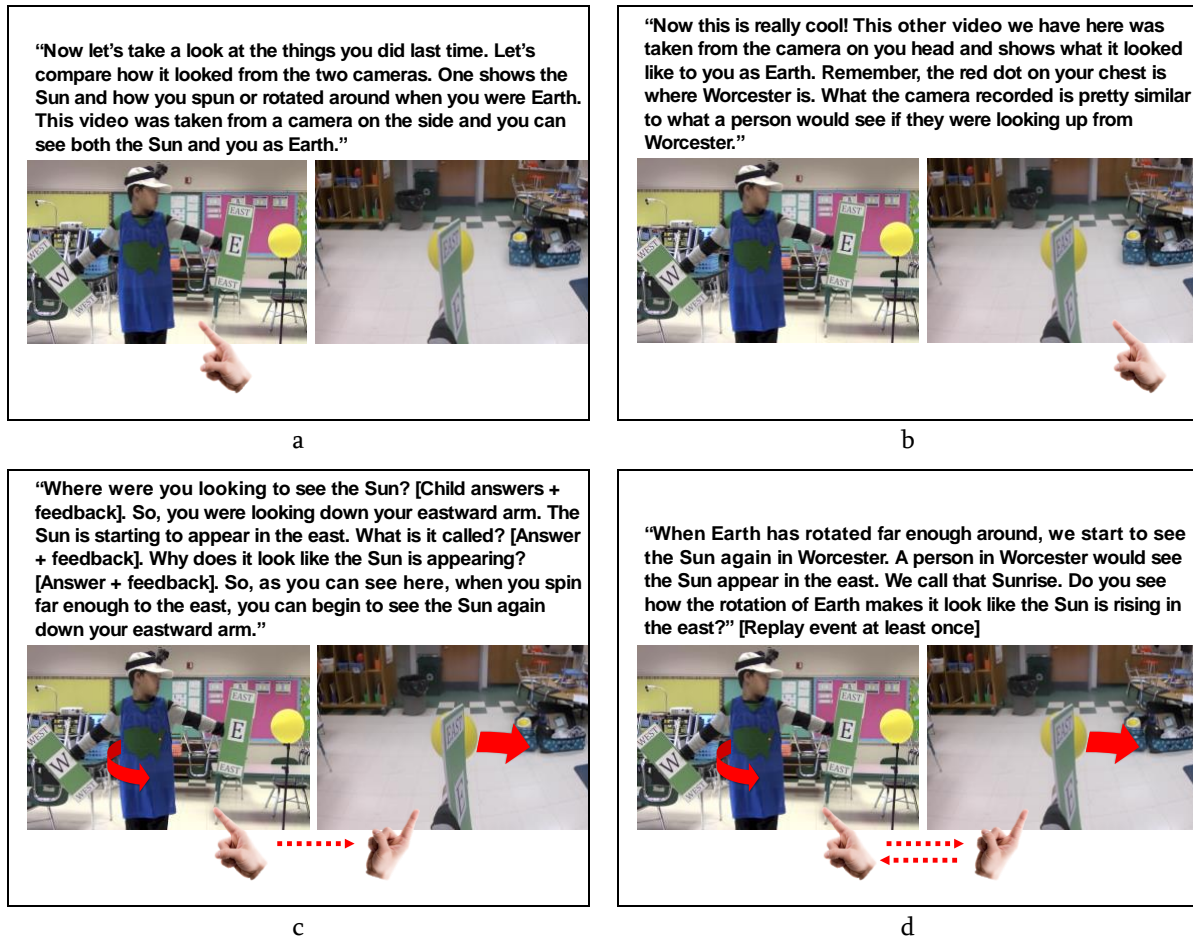 “Now let’s take a look at the things you did last time. Let’s
compare how it looked from the two cameras. One shows the
Sun and how you spun or rotated around when you were Earth.
This video was taken from a camera on the side and you can
see both the Sun and you as Earth.”
WEST
W
WEST
EAST
E
EAST
EAST
E
a
“Now this is really cool! This other video we have here was
taken from the camera on you head and shows what it looked
like to you as Earth. Remember, the red dot on your chest is
where Worcester is. What the camera recorded is pretty similar
to what a person would see if they were looking up from
Worcester.”
WEST
W
WEST
EAST
E
EAST
EAST
E
b
“Where were you looking to see the Sun? [Child answers +
feedback]. So, you were looking down your eastward arm. The
Sun is starting to appear in the east. What is it called? [Answer
+ feedback]. Why does it look like the Sun is appearing?
[Answer + feedback]. So, as you can see here, when you spin
far enough to the east, you can begin to see the Sun again
down your eastward arm.”
WEST
W
WEST
EAST
E
EAST
EAST
E
c
“When Earth has rotated far enough around, we start to see
the Sun again in Worcester. A person in Worcester would see
the Sun appear in the east. We call that Sunrise. Do you see
how the rotation of Earth makes it look like the Sun is rising in
the east?” [Replay event at least once]
WEST
W
WEST
EAST
E
EAST
EAST
E
d